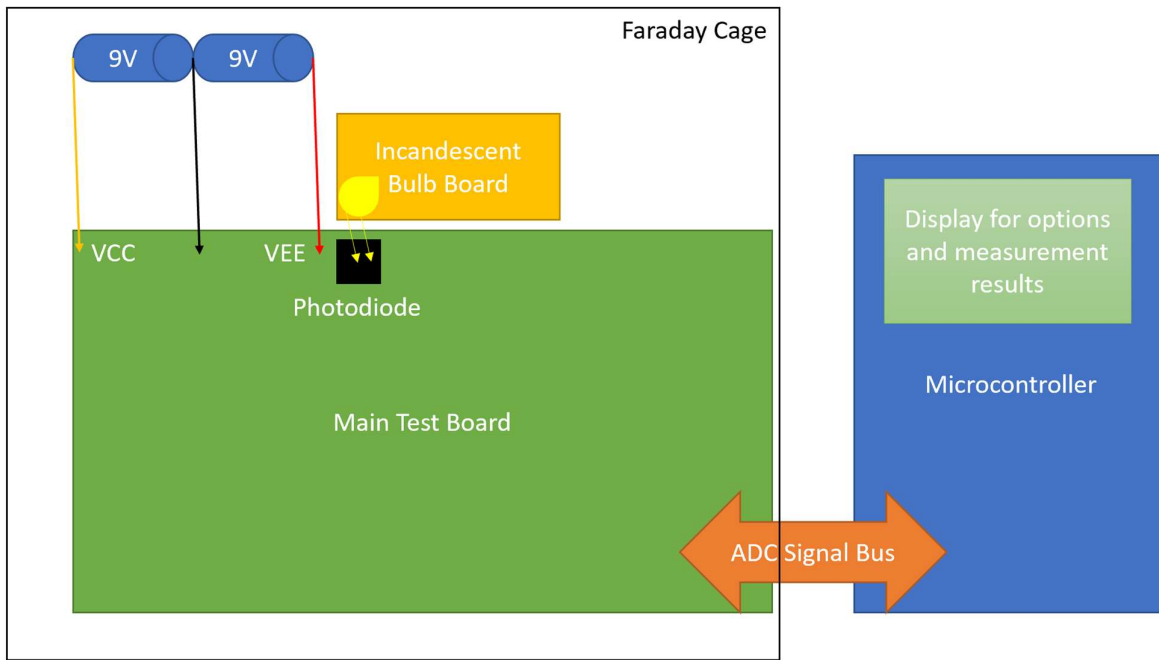 Faraday Cage
9V
9V
Incandescent
Bulb Board
VCC
VEE
Photodiode
Main Test Board
Display for options
and measurement
results
Microcontroller
ADC Signal Bus